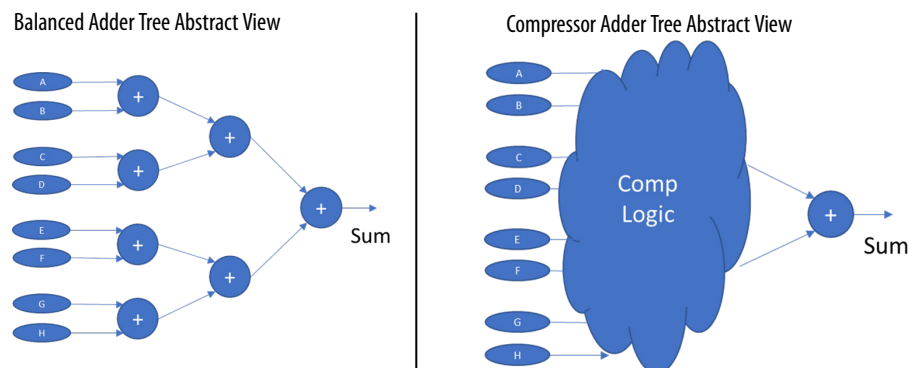 Balanced Adder Tree Abstract View
A
B
C
D
E
F
G
H
+
+
+
+
+
+
+
Sum
Compressor Adder Tree Abstract View
A
B
C
D
E
F
G
H
Comp
Logic
+
Sum